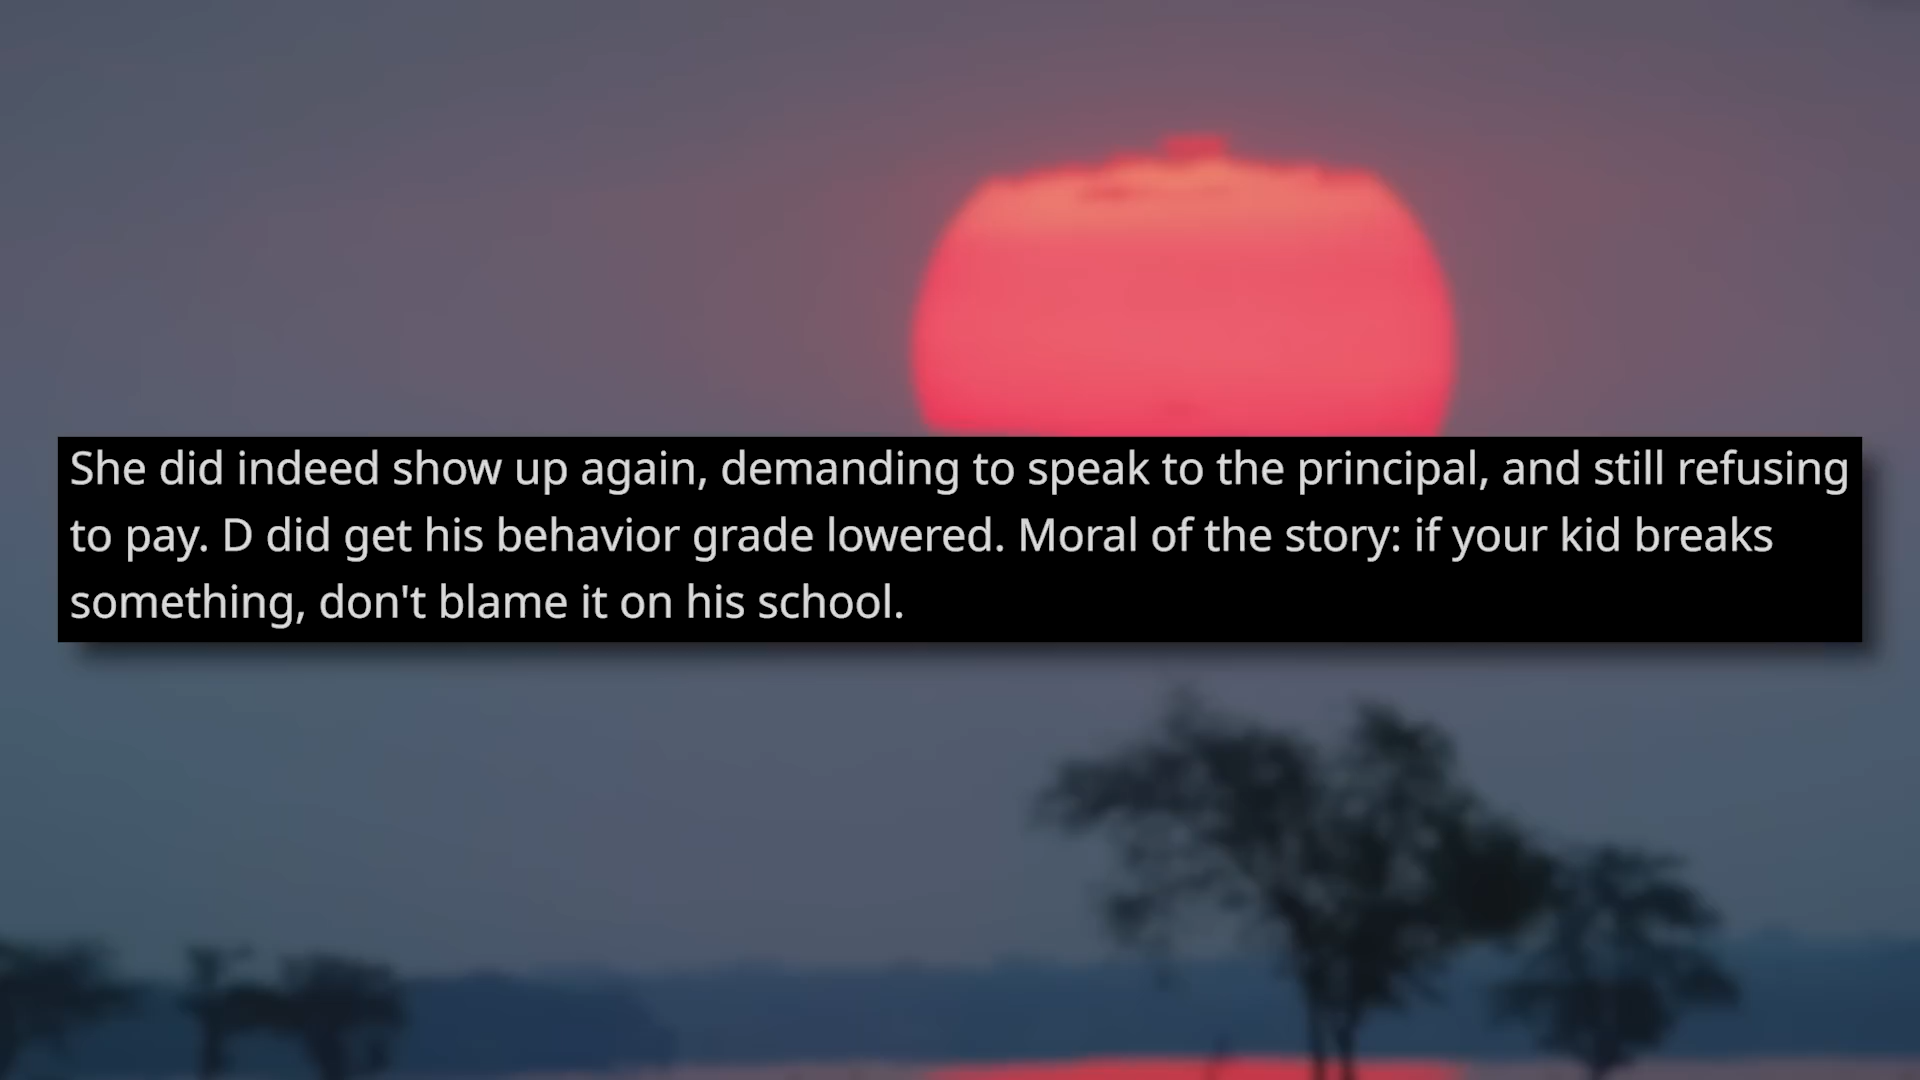 She did indeed show up again, demanding to speak to the principal, and still refusing
to pay. D did get his behavior grade lowered. Moral of the story: if your kid breaks
something, don't blame it on his school.